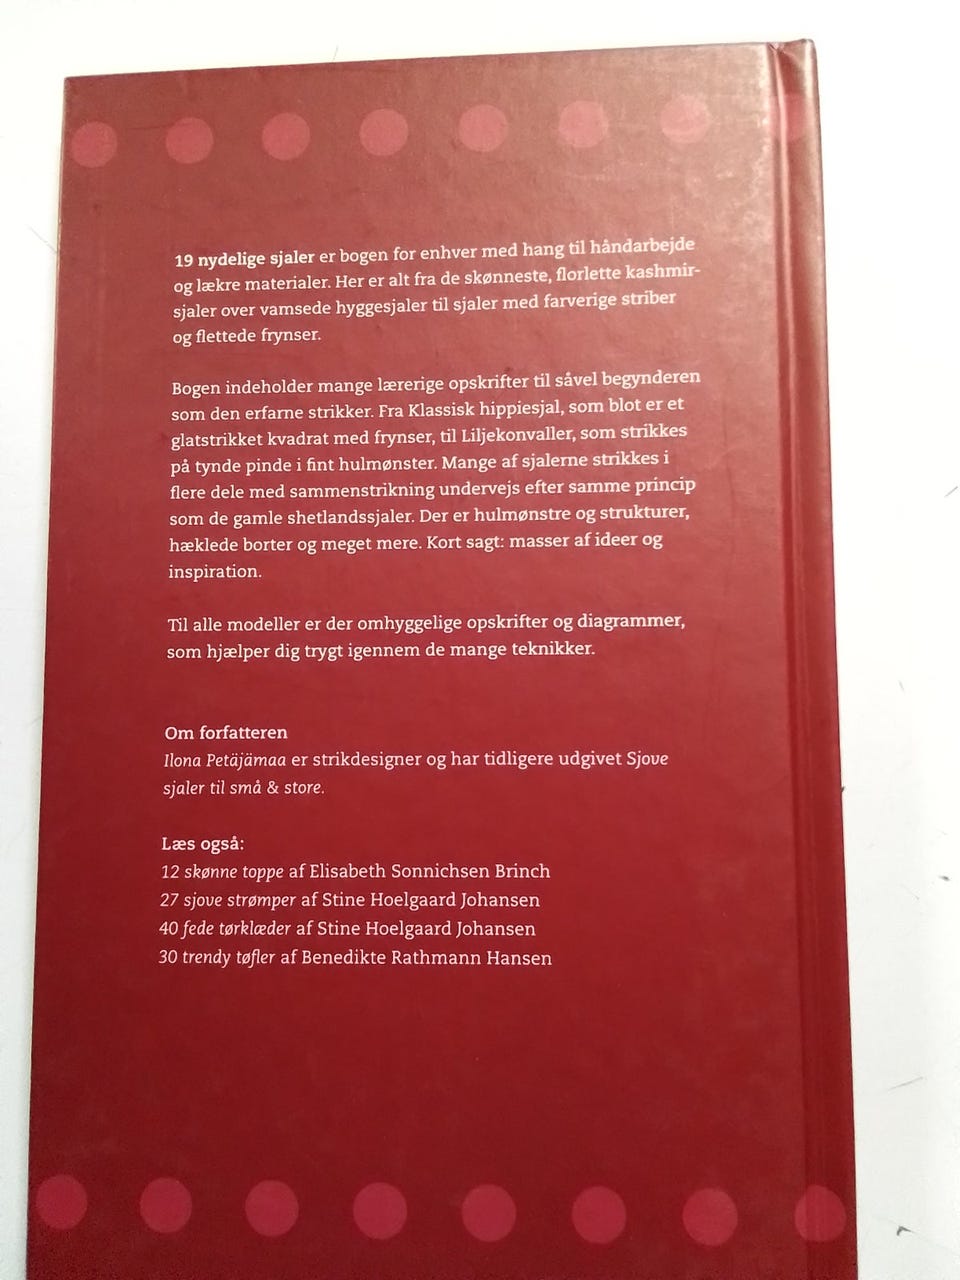 19 nydelige sjaler er bogen for enhver med hang til håndarbejde
og lækre materialer. Her er alt fra de skønneste, florlette kashmir-
sjaler over vamsede hyggesjaler til sjaler med farverige striber
og flettede frynser.
Bogen indeholder mange lærerige opskrifter til såvel begynderen
som den erfarne strikker. Fra Klassisk hippiesjal, som blot er et
glatstrikket kvadrat med frynser, til Liljekonvaller, som strikkes
på tynde pinde i fint hulmønster. Mange af sjalerne strikkes i
flere dele med sammenstrikning undervejs efter samme princip
som de gamle shetlandssjaler. Der er hulmønstre og strukturer,
hæklede borter og meget mere. Kort sagt: masser af ideer og
inspiration.
Til alle modeller er der omhyggelige opskrifter og diagrammer,
som hjælper dig trygt igennem de mange teknikker.
Om forfatteren
Ilona Petäjämaa er strikdesigner og har tidligere udgivet Sjove
sjaler til små & store.
Læs også:
12 skønne toppe af Elisabeth Sonnichsen Brinch
27 sjove strømper af Stine Hoelgaard Johansen
40 fede tørklæder af Stine Hoelgaard Johansen
30 trendy tøfler af Benedikte Rathmann Hansen